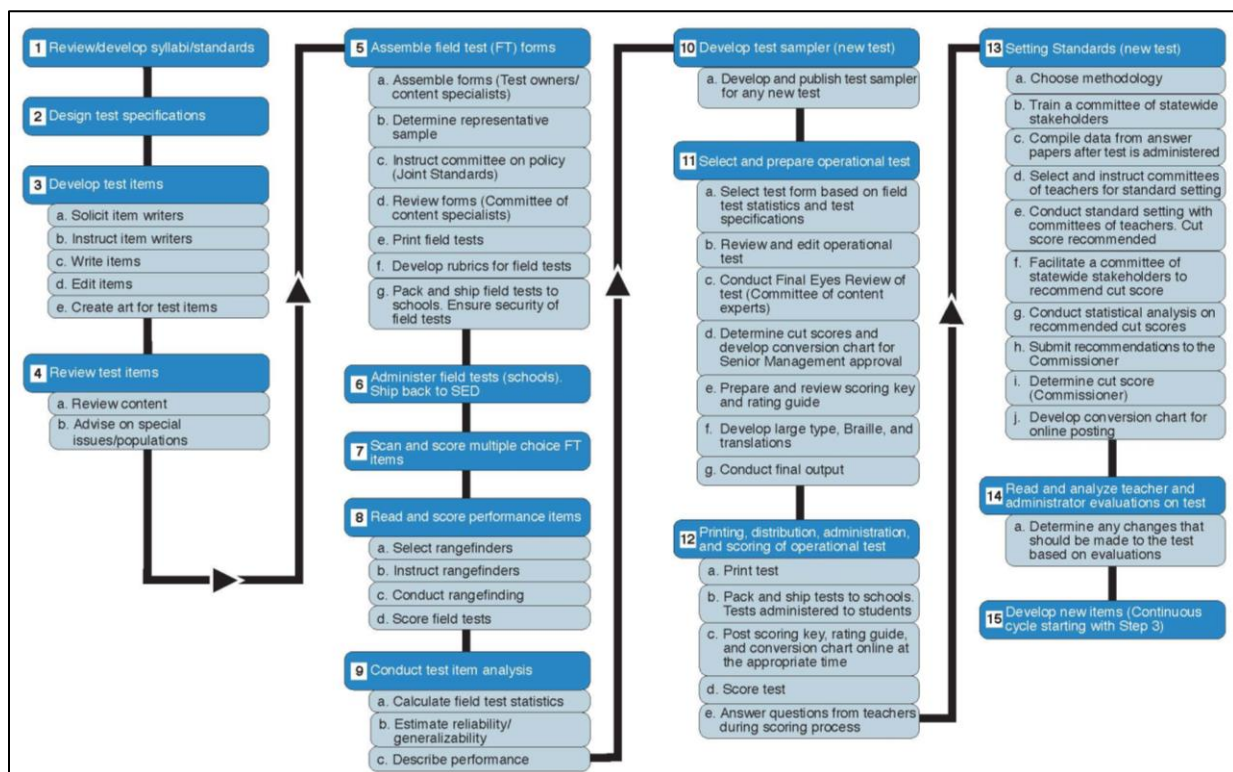 1 Review/develop syllabi/standards
2 Design test specifications
3 Develop test items
a. Solicit item writers
b. Instruct item writers
c. Write items
d. Edit items
e. Create art for test items
4 Review test items
a. Review content
b. Advise on special
issues/populations
5 Assemble field test (FT) forms
a. Assemble forms (Test owners/
content specialists)
b. Determine representative
sample
c. Instruct committee on policy
(Joint Standards)
d. Review forms (Committee of
content specialists)
e. Print field tests
f. Develop rubrics for field tests
g. Pack and ship field tests to
schools. Ensure security of
field tests
6 Administer field tests (schools).
Ship back to SED
7 Scan and score multiple choice FT
items
8 Read and score performance items
a. Select rangefinders
b. Instruct rangefinders
c. Conduct rangefinding
d. Score field tests
9 Conduct test item analysis
a. Calculate field test statistics
b. Estimate reliability/
generalizability
c. Describe performance
10 Develop test sampler (new test)
a. Develop and publish test sampler
for any new test
11 Select and prepare operational test
a. Select test form based on field
test statistics and test
specifications
b. Review and edit operational
test
c. Conduct Final Eyes Review of
test (Committee of content
experts)
d. Determine cut scores and
develop conversion chart for
Senior Management approval
e. Prepare and review scoring key
and rating guide
f. Develop large type, Braille, and
translations
g. Conduct final output
12 Printing, distribution, administration,
and scoring of operational test
a. Print test
b. Pack and ship tests to schools.
Tests administered to students
c. Post scoring key, rating guide,
and conversion chart online at
the appropriate time
d. Score test
e. Answer questions from teachers
during scoring process
13 Setting Standards (new test)
a. Choose methodology
b. Train a committee of statewide
stakeholders
c. Compile data from answer
papers after test is administered
d. Select and instruct committees
of teachers for standard setting
e. Conduct standard setting with
committees of teachers. Cut
score recommended
f. Facilitate a committee of
statewide stakeholders to
recommend cut score
g. Conduct statistical analysis on
recommended cut scores
h. Submit recommendations to the
Commissioner
i. Determine cut score
(Commissioner)
j. Develop conversion chart for
online posting
14 Read and analyze teacher and
administrator evaluations on test
a. Determine any changes that
should be made to the test
based on evaluations
15 Develop new items (Continuous
cycle starting with Step 3)